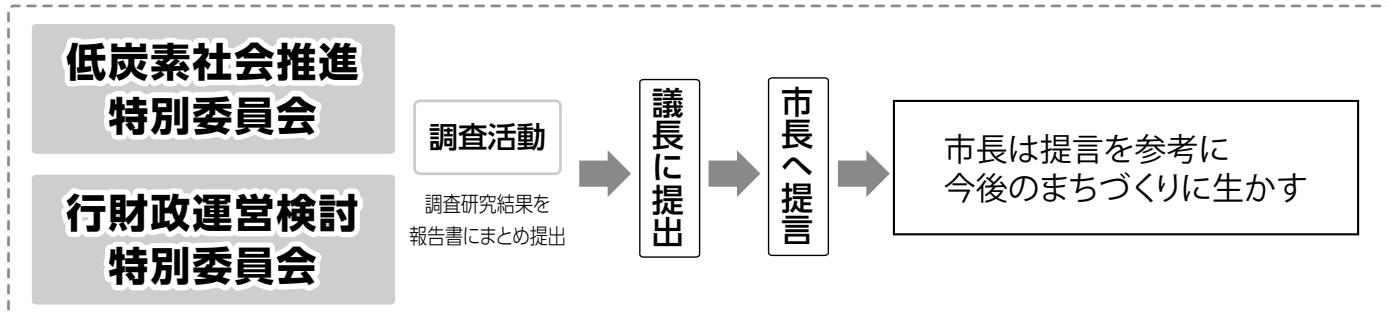 低炭素社会推進
特別委員会
行財政運営検討
特別委員会
調査活動
調査研究結果を
報告書にまとめ提出
議長に提出
市長へ提言
市長は提言を参考に
今後のまちづくりに生かす